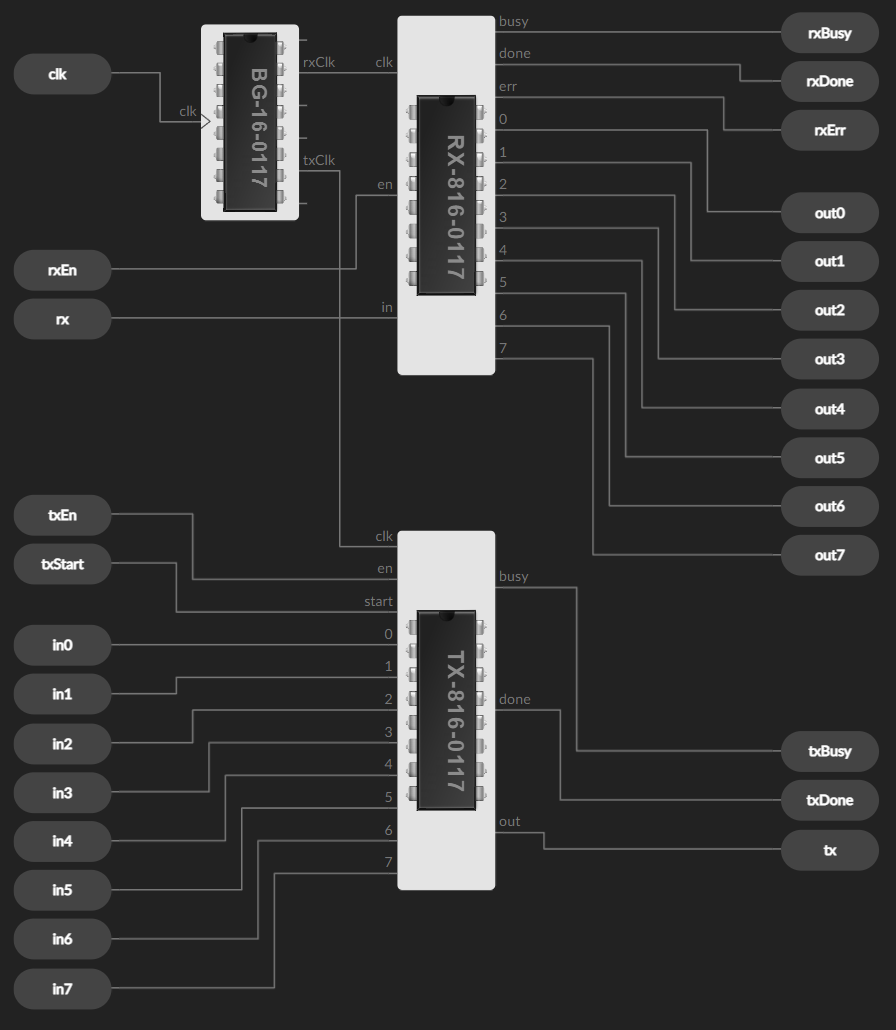 clk
rxEn
rx
clk
BG-16-0117
rxClk
txClk
clk
en
in
RX-816-0117
busy
done
err
0
1
2
3
4
5
6
7
rxBusy
rxDone
rxErr
out0
out1
out2
out3
out4
out5
out6
out7
txEn
txStart
in0
in1
in2
in3
in4
in5
in6
in7
clk
en
start
0
1
2
3
4
5
6
7
TX-816-0117
busy
done
out
txBusy
txDone
tx